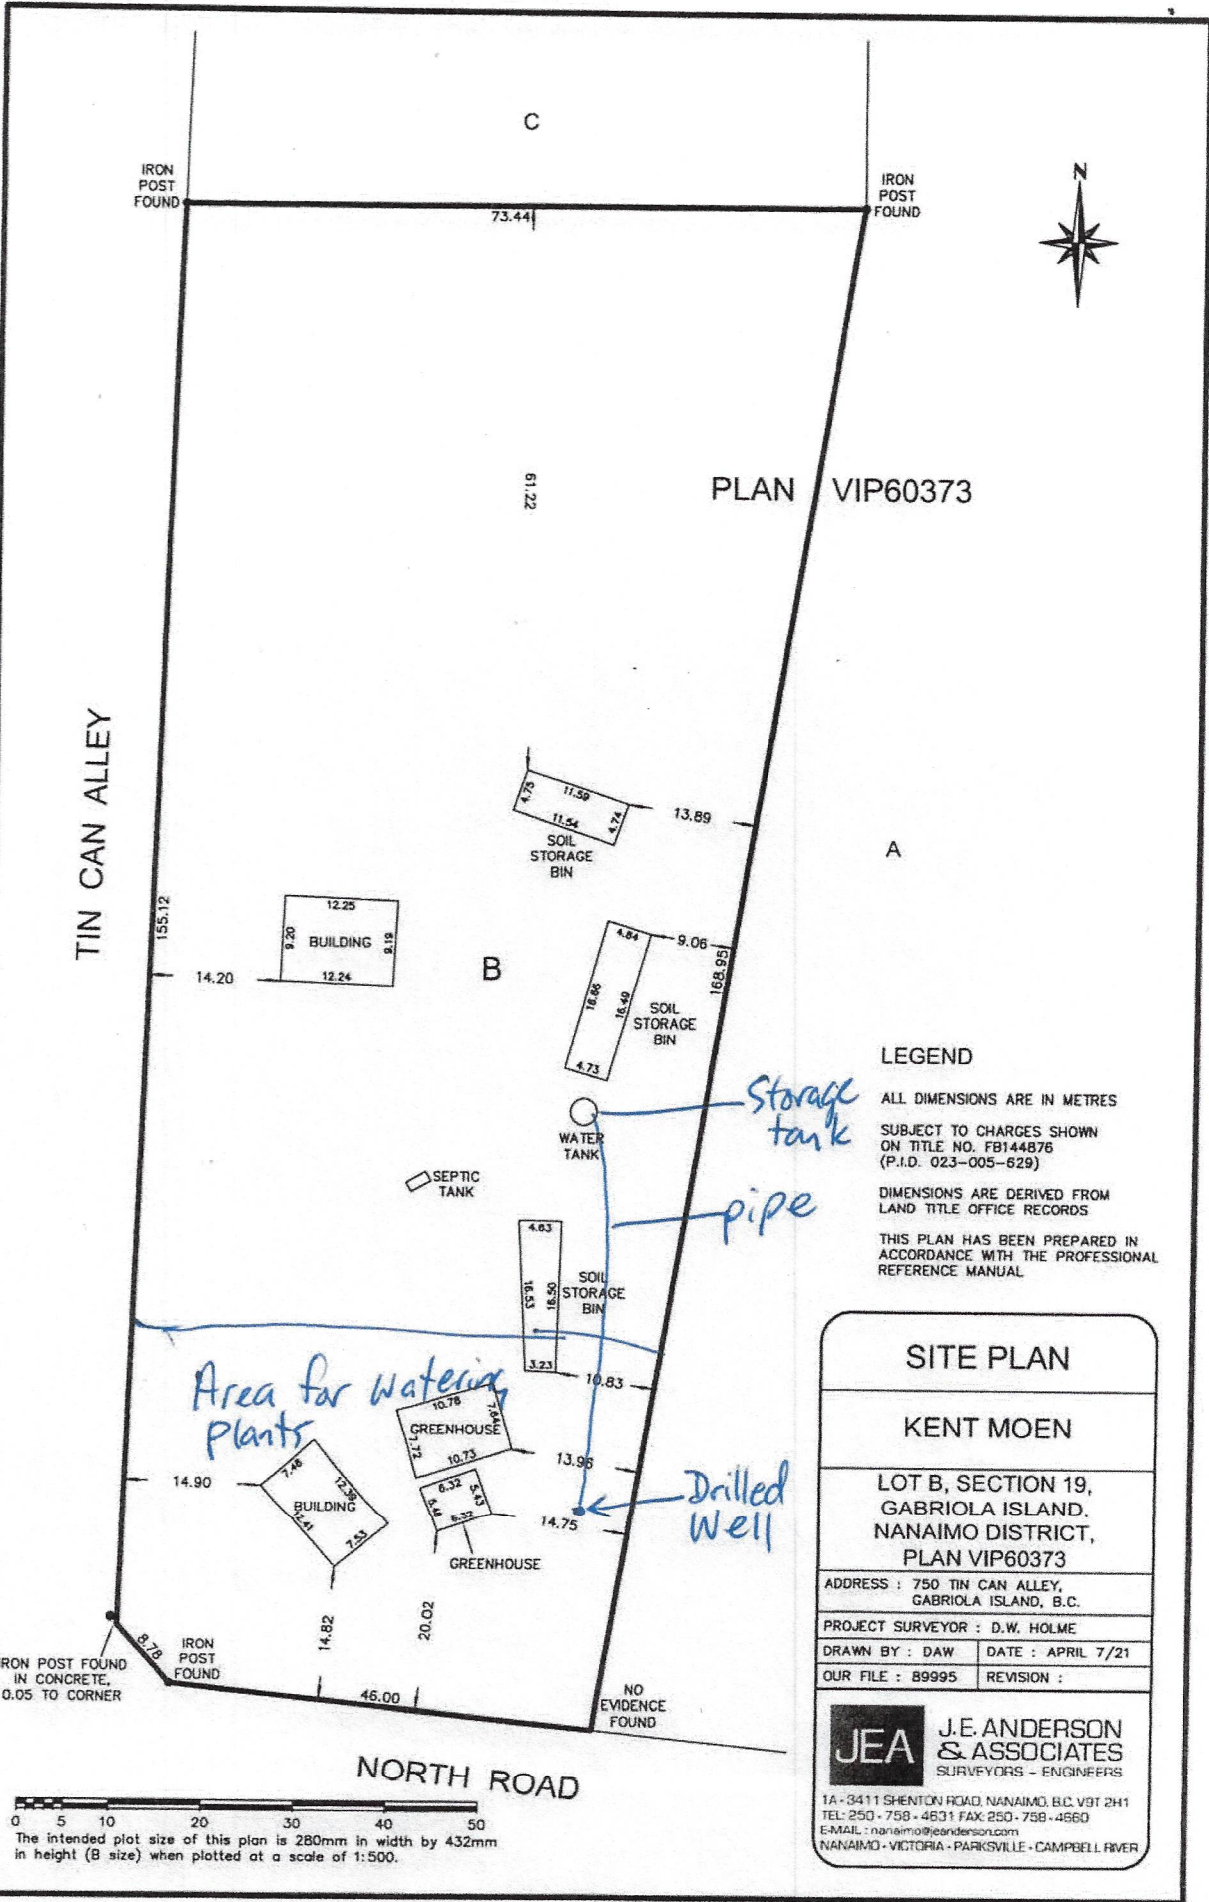 C
IRON
POST
FOUND
IRON
POST
FOUND
N
73.44
61.22
PLAN VIP60373
TIN CAN ALLEY
155.12
4.75
11.59
11.54
4.74
SOIL
STORAGE
BIN
13.89
A
12.25
9.20
BUILDING
9.19
12.24
14.20
B
4.84
9.06
16.66
16.49
SOIL
STORAGE
BIN
4.73
168.95
Storage
tank
WATER
TANK
SEPTIC
TANK
pipe
4.63
16.53
16.50
SOIL
STORAGE
BIN
3.23
10.83
Area for watering
plants
10.78
7.64
GREENHOUSE
7.72
10.73
13.96
14.90
7.48
12.39
BUILDING
12.41
7.53
6.32
5.43
5.41
6.32
GREENHOUSE
14.75
Drilled
Well
14.82
20.02
8.78
IRON
POST
FOUND
RON POST FOUND
IN CONCRETE,
0.05 TO CORNER
46.00
NO
EVIDENCE
FOUND
NORTH ROAD
0 5 10 20 30 40 50
The intended plot size of this plan is 280mm in width by 432mm
in height (B size) when plotted at a scale of 1:500.
LEGEND
ALL DIMENSIONS ARE IN METRES
SUBJECT TO CHARGES SHOWN
ON TITLE NO. FB144876
(P.I.D. 023-005-629)
DIMENSIONS ARE DERIVED FROM
LAND TITLE OFFICE RECORDS
THIS PLAN HAS BEEN PREPARED IN
ACCORDANCE WITH THE PROFESSIONAL
REFERENCE MANUAL
SITE PLAN
KENT MOEN
LOT B, SECTION 19,
GABRIOLA ISLAND.
NANAIMO DISTRICT,
PLAN VIP60373
ADDRESS : 750 TIN CAN ALLEY,
GABRIOLA ISLAND, B.C.
PROJECT SURVEYOR : D.W. HOLME
DRAWN BY : DAW DATE : APRIL 7/21
OUR FILE : 89995 REVISION :
JEA
J.E. ANDERSON
& ASSOCIATES
SURVEYORS - ENGINEERS
1A - 3411 SHENTON ROAD, NANAIMO, B.C. V9T 2H1
TEL: 250 - 758 - 4631 FAX: 250 - 758 - 4660
E-MAIL : nanaimo@jeanderson.com
NANAIMO - VICTORIA - PARKSVILLE - CAMPBELL RIVER